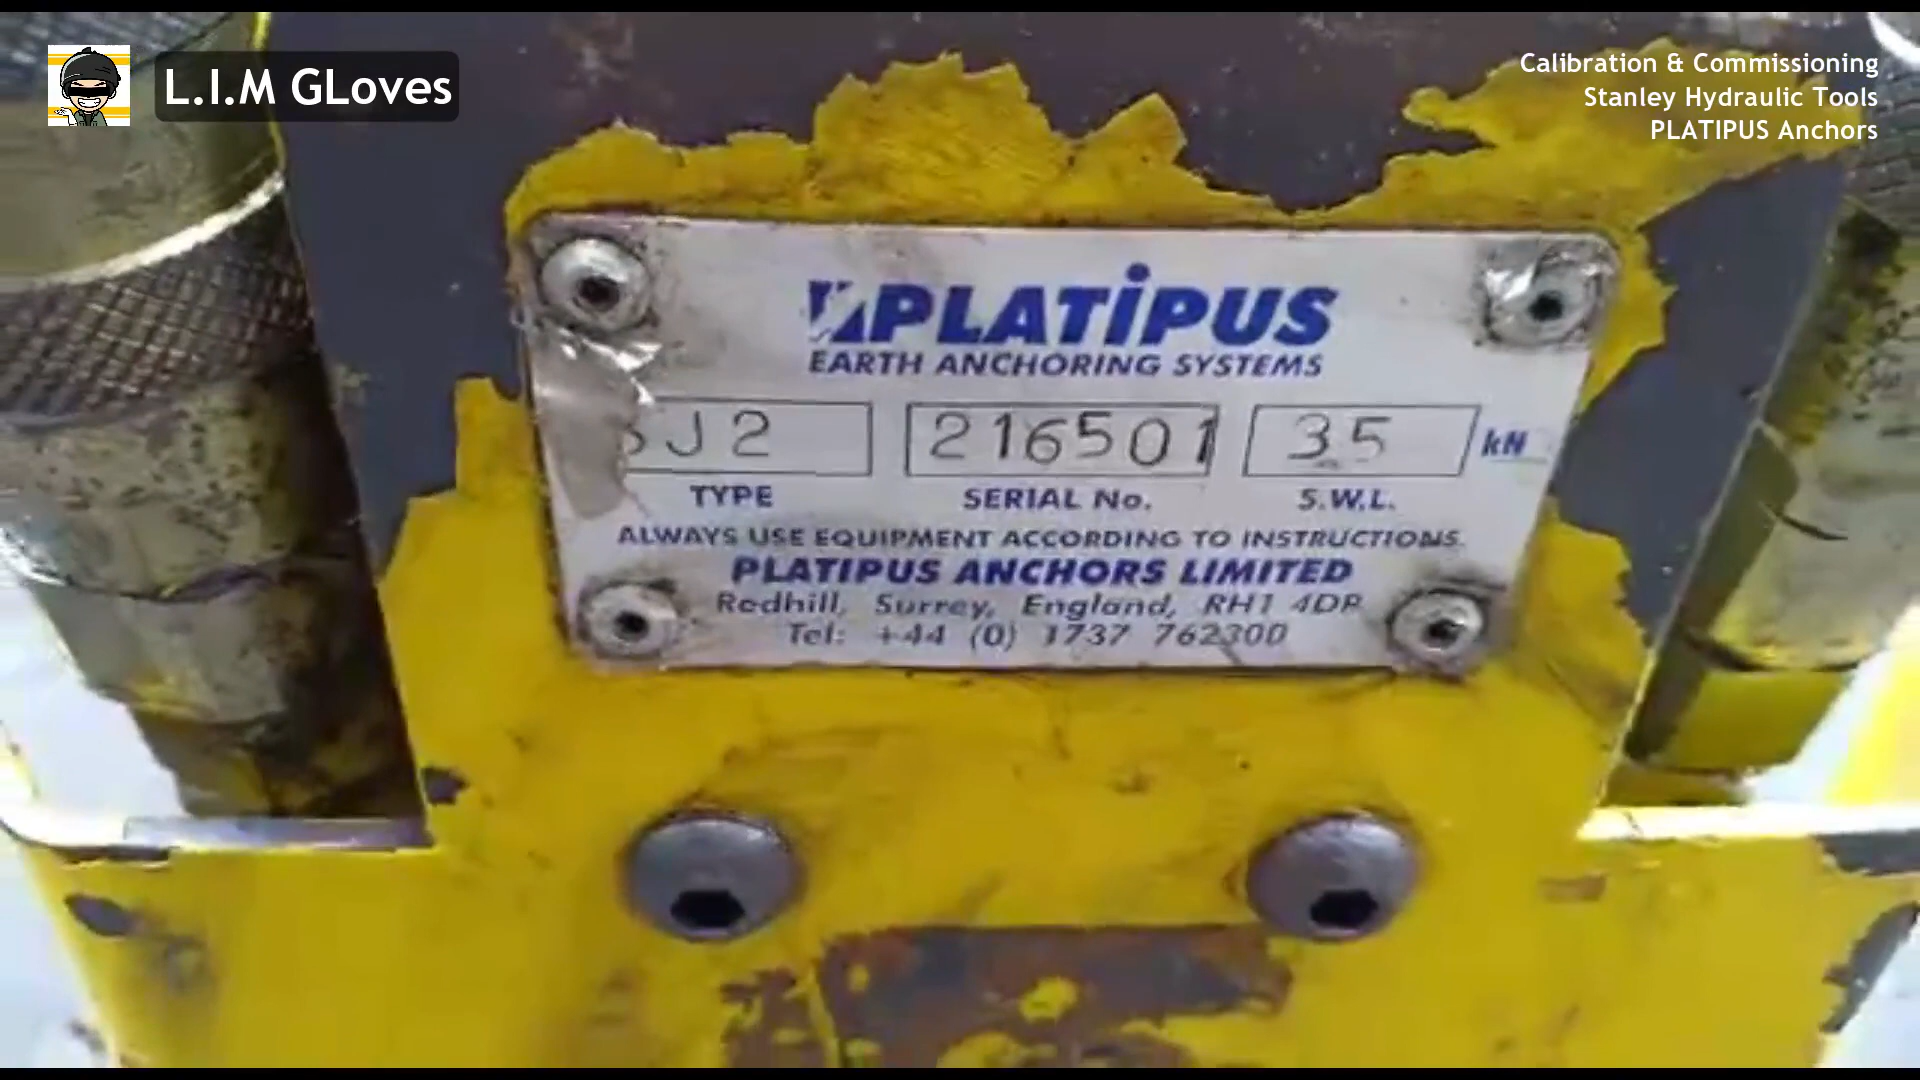 L.I.M GLoves
Calibration & Commissioning
Stanley Hydraulic Tools
PLATIPUS Anchors
PLATIPUS
EARTH ANCHORING SYSTEMS
216501 35 kN
TYPE SERIAL No. S.W.L.
ALWAYS USE EQUIPMENT ACCORDING TO INSTRUCTIONS.
PLATIPUS ANCHORS LIMITED
Redhill, Surrey, England, RH1 4DP
Tel: +44 (0) 1737 762300